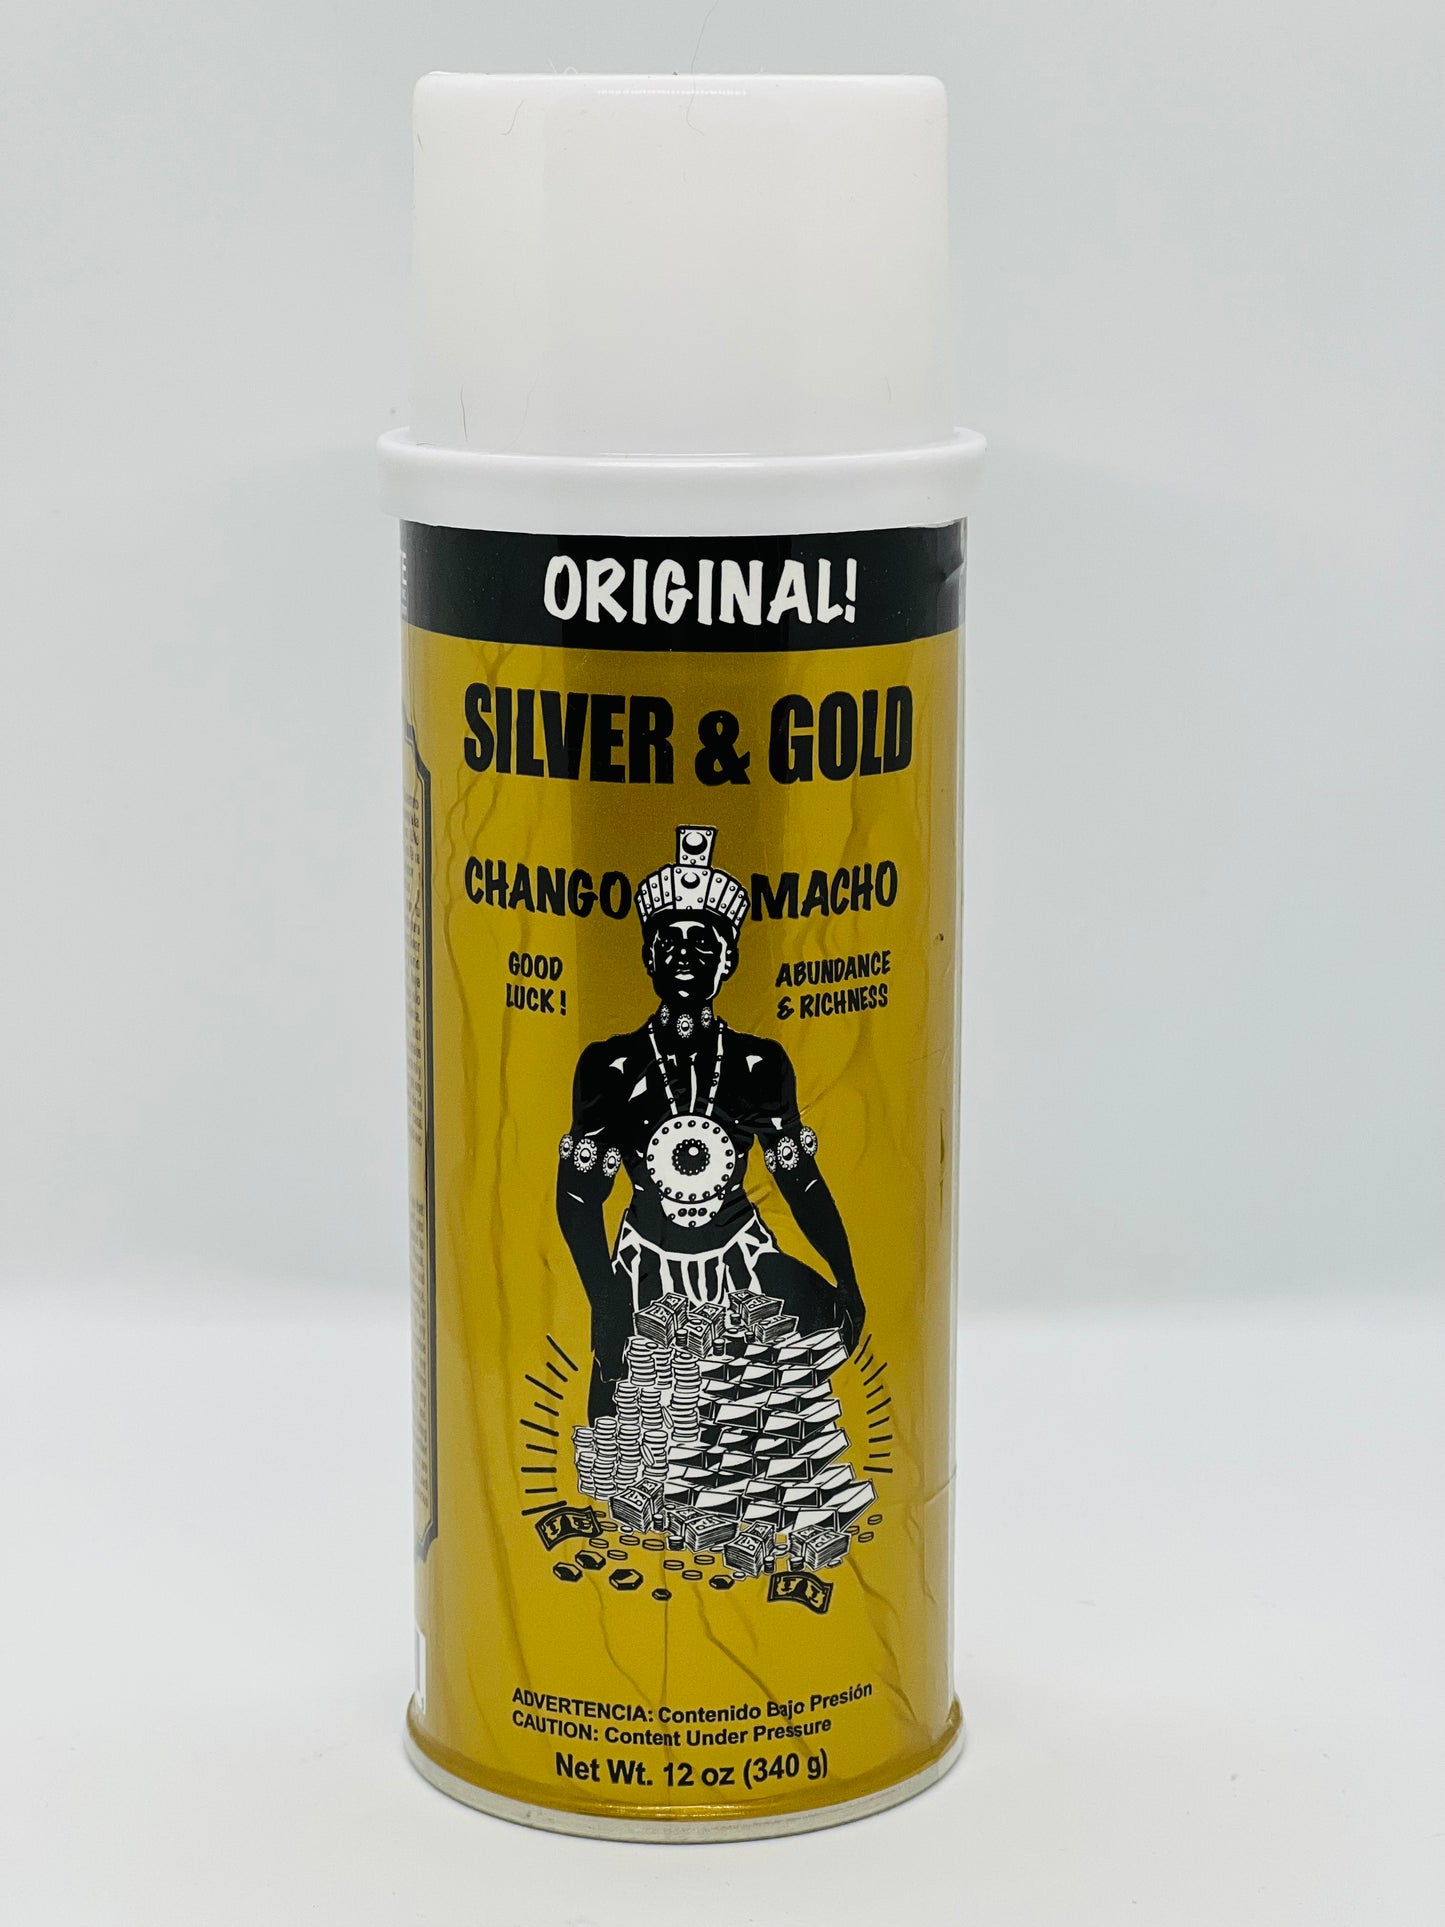 ORIGINAL!
SILVER & GOLD
CHANGO MACHO
GOOD
LUCK!
ABUNDANCE
& RICHNESS
ADVERTENCIA: Contenido Bajo Presión
CAUTION: Content Under Pressure
Net Wt. 12 oz (340 g)